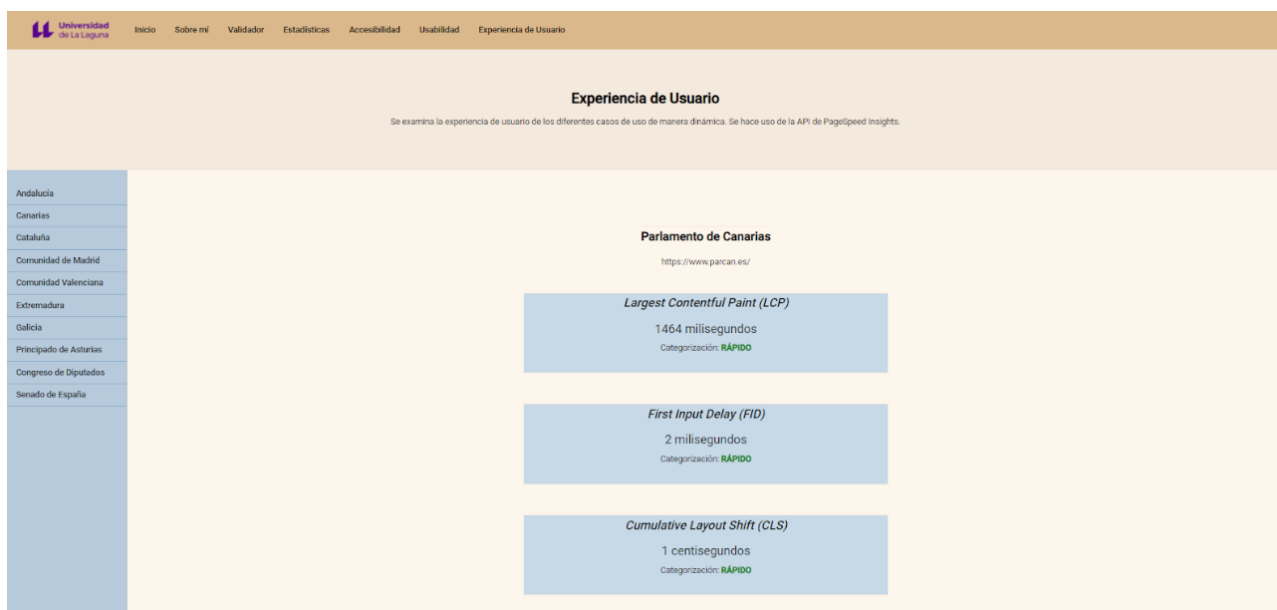 Universidad
de La Laguna
Inicio Sobre mí Validador Estadísticas Accesibilidad Usabilidad Experiencia de Usuario
Experiencia de Usuario
Se examina la experiencia de usuario de los diferentes casos de uso de manera dinámica. Se hace uso de la API de PageSpeed Insights.
Andalucía
Canarias
Cataluña
Comunidad de Madrid
Comunidad Valenciana
Extremadura
Galicia
Principado de Asturias
Congreso de Diputados
Senado de España
Parlamento de Canarias
https://www.parcan.es/
Largest Contentful Paint (LCP)
1464 milisegundos
Categorización: RÁPIDO
First Input Delay (FID)
2 milisegundos
Categorización: RÁPIDO
Cumulative Layout Shift (CLS)
1 centisegundos
Categorización: RÁPIDO